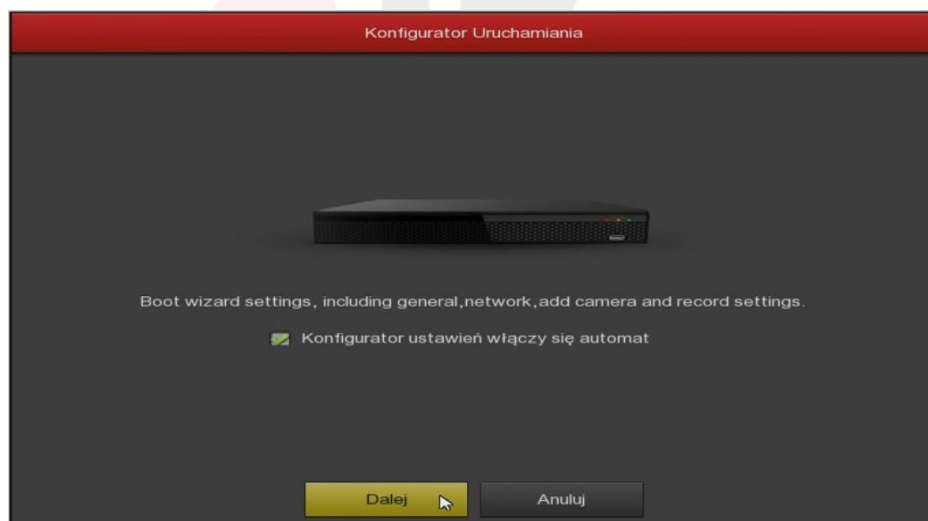 Konfigurator Uruchamiania
Boot wizard settings, including general,network,add camera and record settings.
Konfigurator ustawień włączy się automat
Dalej
Anuluj